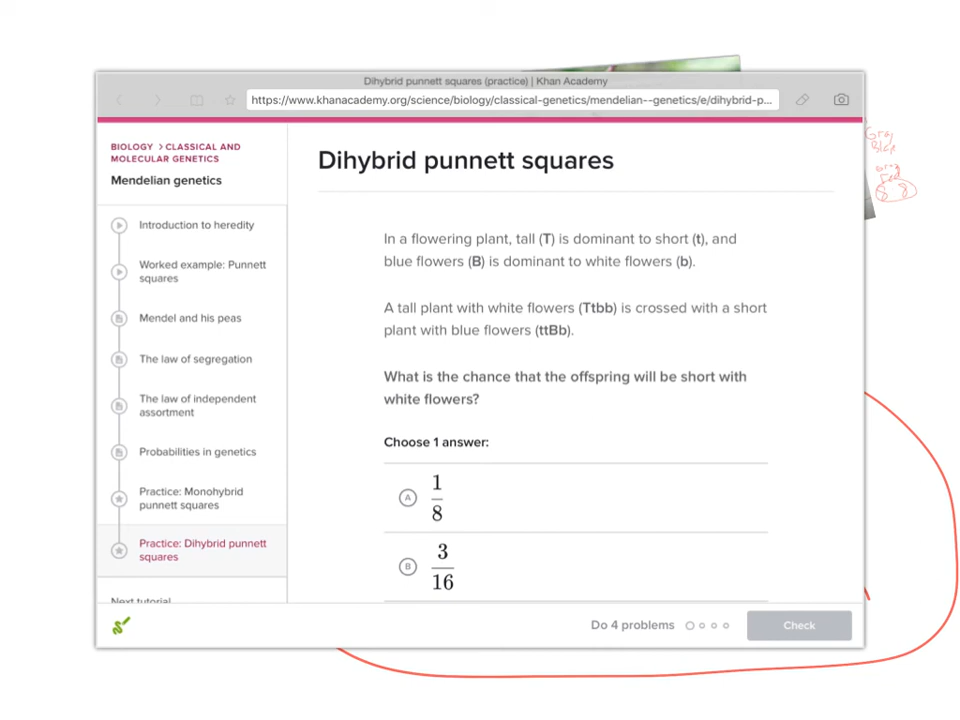 Dihybrid punnett squares (practice) | Khan Academy
https://www.khanacademy.org/science/biology/classical-genetics/mendelian--genetics/e/dihybrid-p...
BIOLOGY > CLASSICAL AND
MOLECULAR GENETICS
Mendelian genetics
Introduction to heredity
Worked example: Punnett
squares
Mendel and his peas
The law of segregation
The law of independent
assortment
Probabilities in genetics
Practice: Monohybrid
punnett squares
Practice: Dihybrid punnett
squares
Next tutorial
Dihybrid punnett squares
In a flowering plant, tall (T) is dominant to short (t), and
blue flowers (B) is dominant to white flowers (b).
A tall plant with white flowers (Ttbb) is crossed with a short
plant with blue flowers (ttBb).
What is the chance that the offspring will be short with
white flowers?
Choose 1 answer:
A 1/8
B 3/16
Do 4 problems
Check